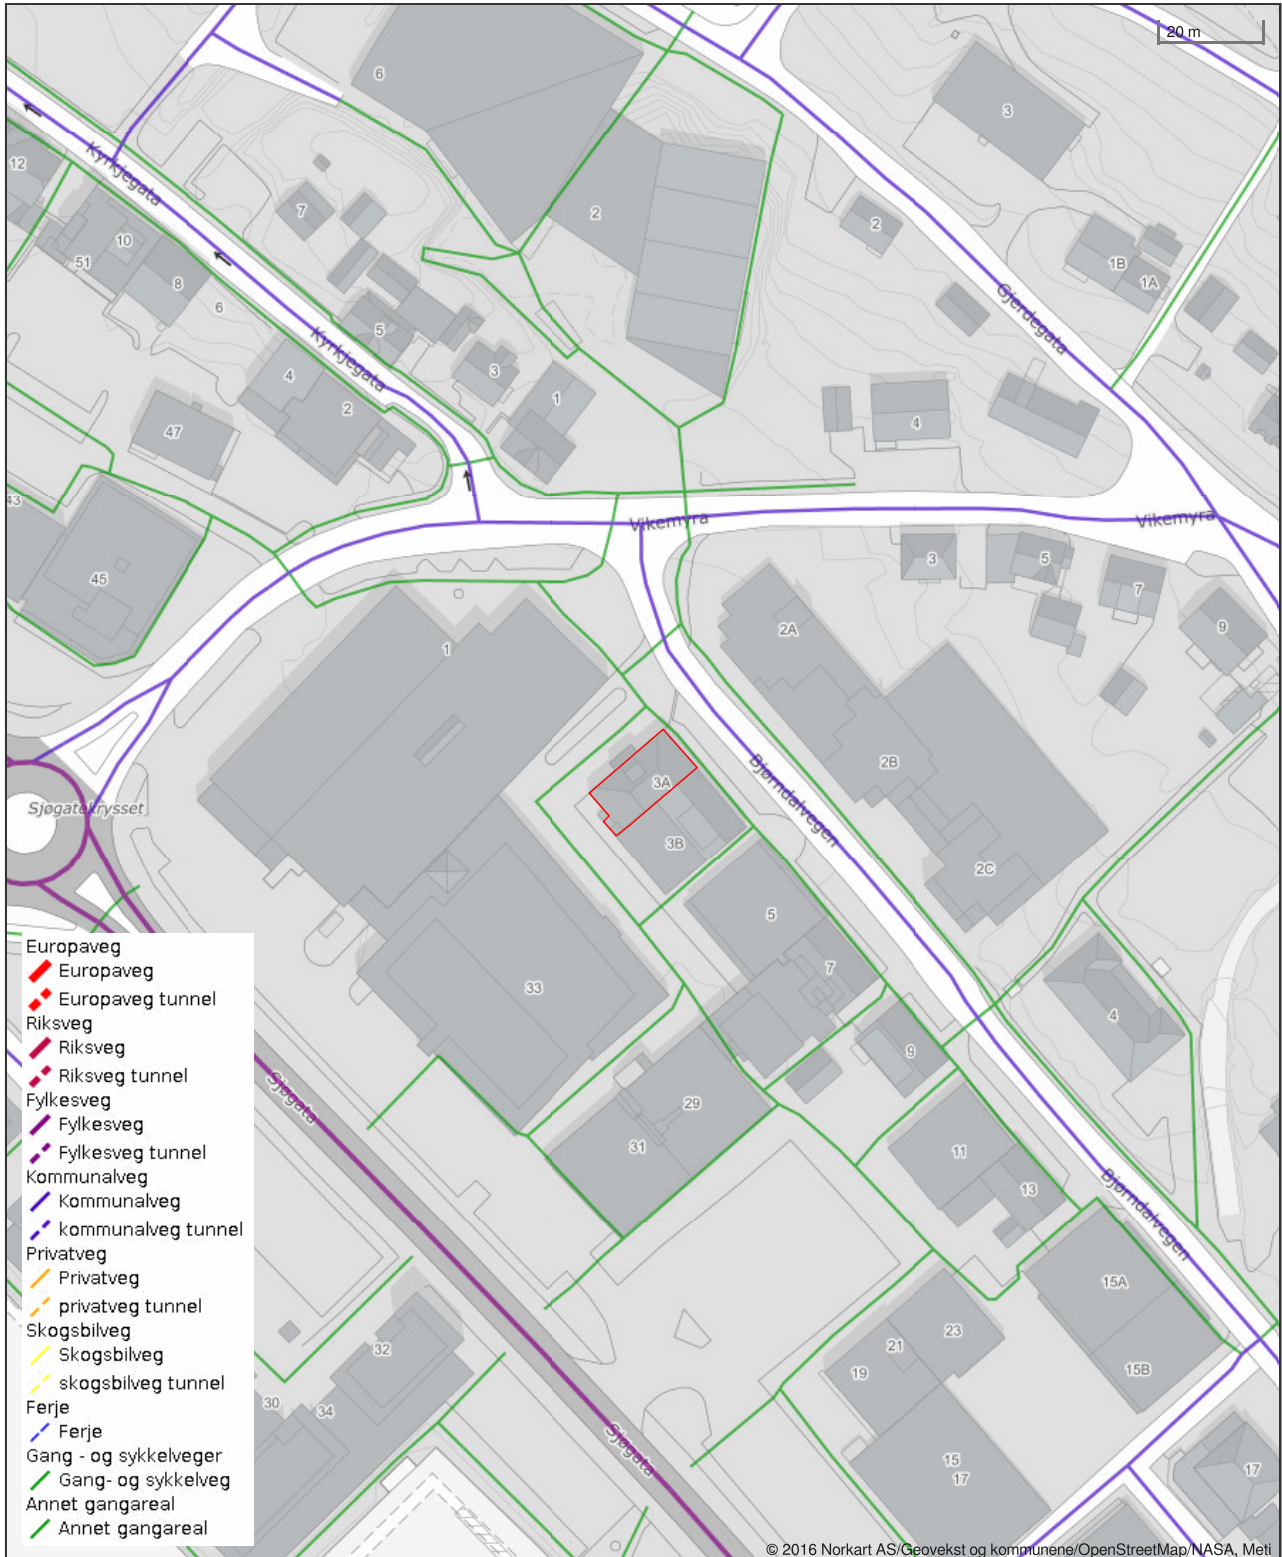 20 m
6
3
12
Kyrkjegata
7
2
2
10
51
8
6
1B
1A
Gjerdegata
5
Kyrkjegata
3
4
2
1
4
47
43
Vikemyra
Vikemyra
45
3
5
7
2A
9
1
3A
2B
Bjørndalvegen
Sjøgatekrysset
3B
2C
5
7
33
4
9
Europaveg
Europaveg
Europaveg tunnel
Riksveg
Riksveg
Riksveg tunnel
Fylkesveg
Fylkesveg
Fylkesveg tunnel
Kommunalveg
Kommunalveg
kommunalveg tunnel
Privatveg
Privatveg
privatveg tunnel
Skogsbilveg
Skogsbilveg
skogsbilveg tunnel
Ferje
Ferje
Gang - og sykkelveger
Gang- og sykkelveg
Annet gangareal
Annet gangareal
Sjøgata
29
31
11
13
Bjørndalvegen
15A
23
21
32
19
15B
30
34
Sjøgata
15
17
17
© 2016 Norkart AS/Geovekst og kommunene/OpenStreetMap/NASA, Meti